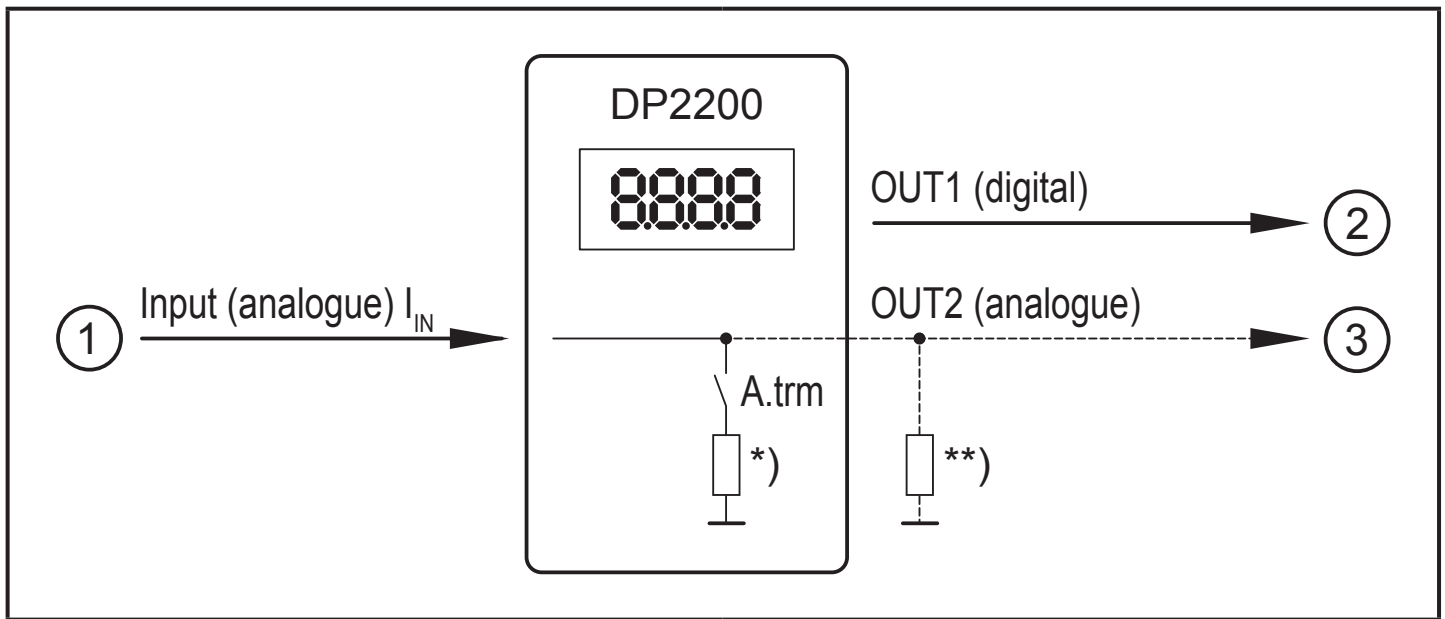 DP2200
8.8.8.8
OUT1 (digital)
2
Input (analogue) I_IN
OUT2 (analogue)
1
3
A.trm
*)
**)